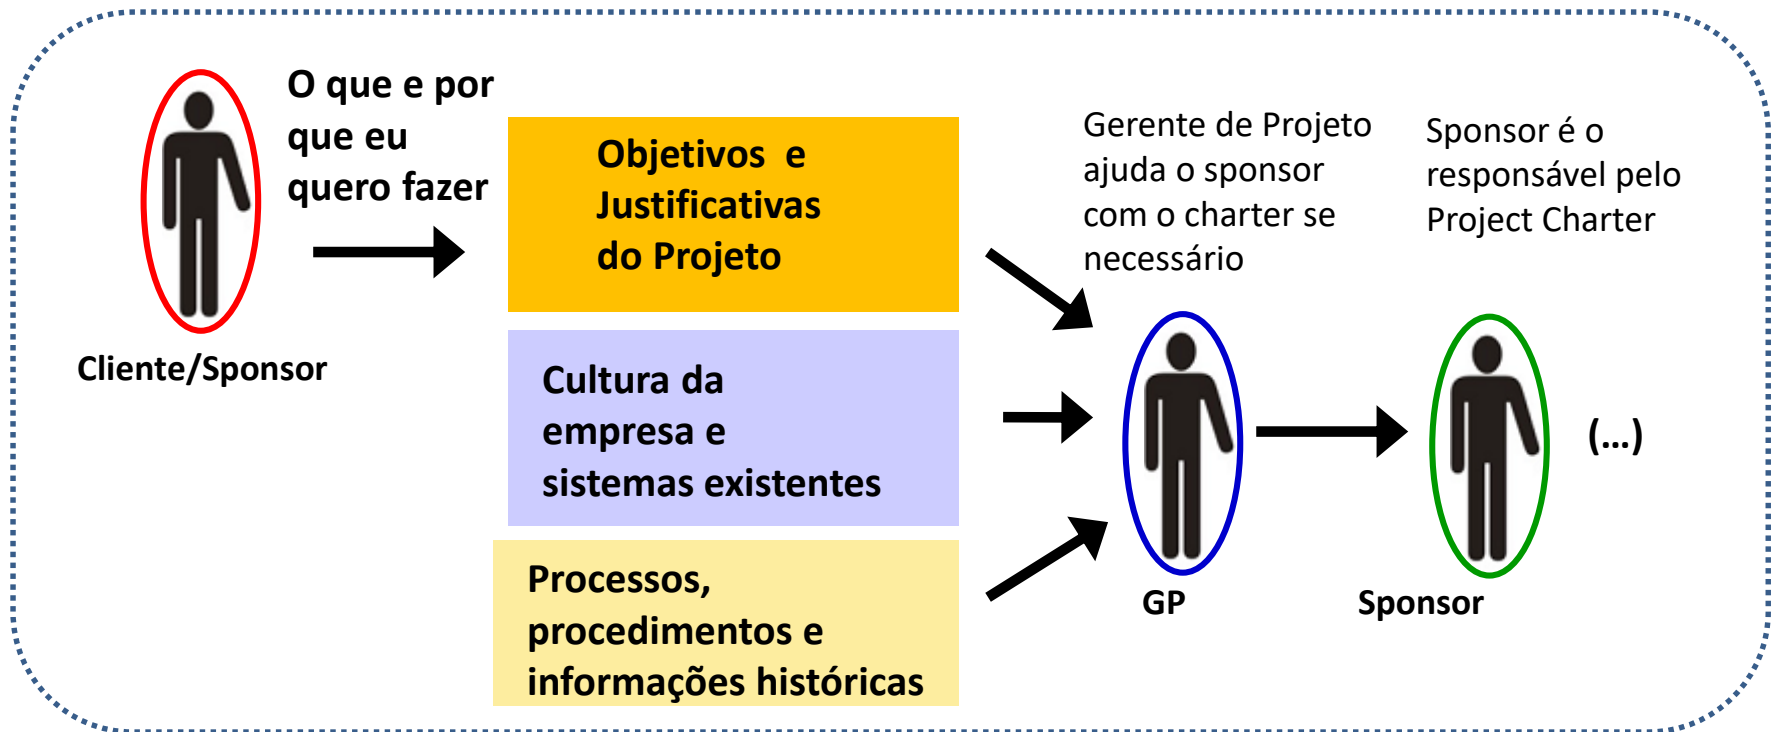 O que e por
que eu
quero fazer
Cliente/Sponsor
Objetivos e
Justificativas
do Projeto
Cultura da
empresa e
sistemas existentes
Processos,
procedimentos e
informações históricas
Gerente de Projeto
ajuda o sponsor
com o charter se
necessário
GP
Sponsor é o
responsável pelo
Project Charter
Sponsor
(...)